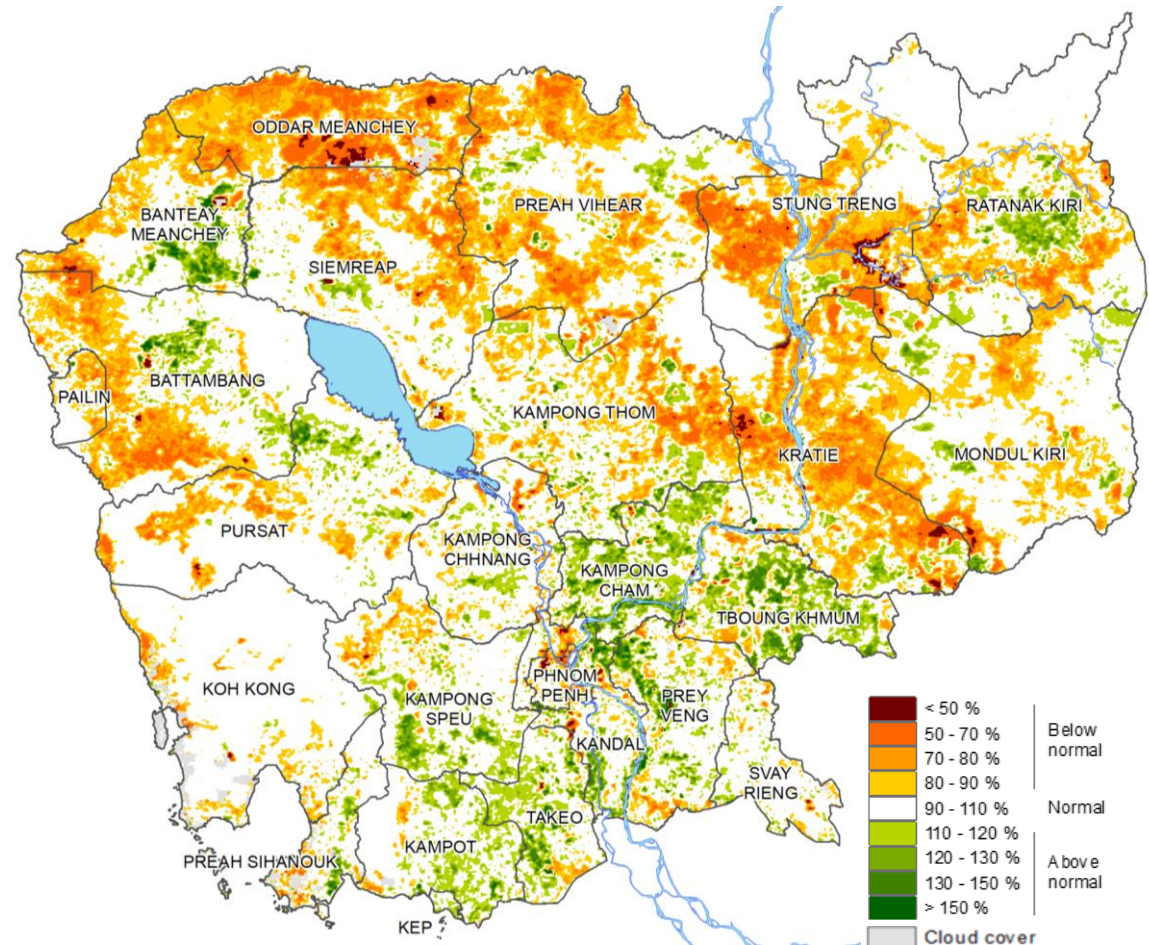 ODDAR MEANCHEY
PREAH VIHEAR
STUNG TRENG
RATANAK KIRI
BANTEAY
MEANCHEY
SIEMREAP
PAILIN
BATTAMBANG
KAMPONG THOM
KRATIE
MONDUL KIRI
PURSAT
KAMPONG
CHHNANG
KAMPONG
CHAM
TBOUNG KHMUM
KOH KONG
KAMPONG
SPEU
PHNOM
PENH
PREY
VENG
KANDAL
SVAY
RIENG
TAKEO
PREAH SIHANOUK
KAMPOT
KEP
< 50 %
50 - 70 %
70 - 80 %
80 - 90 %
Below
normal
90 - 110 %
Normal
110 - 120 %
120 - 130 %
130 - 150 %
> 150 %
Above
normal
Cloud cover